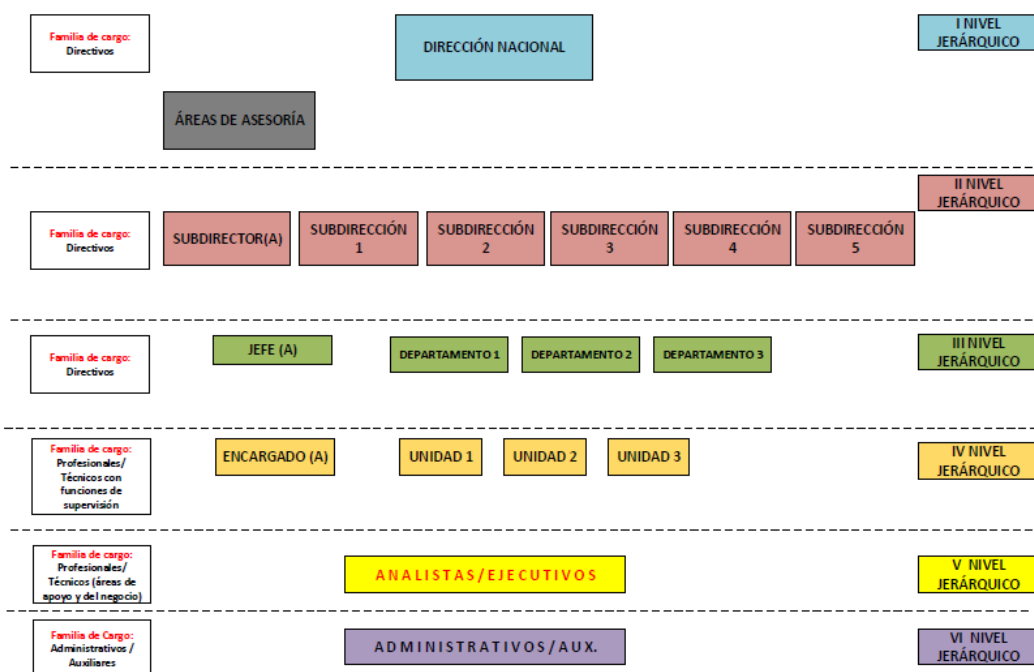 Familia de cargo:
Directivos
DIRECCIÓN NACIONAL
I NIVEL
JERÁRQUICO
ÁREAS DE ASESORÍA
II NIVEL
JERÁRQUICO
Familia de cargo:
Directivos
SUBDIRECTOR(A)
SUBDIRECCIÓN
1
SUBDIRECCIÓN
2
SUBDIRECCIÓN
3
SUBDIRECCIÓN
4
SUBDIRECCIÓN
5
Familia de cargo:
Directivos
JEFE (A)
DEPARTAMENTO 1
DEPARTAMENTO 2
DEPARTAMENTO 3
III NIVEL
JERÁRQUICO
Familia de cargo:
Profesionales/
Técnicos con
funciones de
supervisión
ENCARGADO (A)
UNIDAD 1
UNIDAD 2
UNIDAD 3
IV NIVEL
JERÁRQUICO
Familia de cargo:
Profesionales/
Técnicos (áreas de
apoyo y del negocio)
ANALISTAS/EJECUTIVOS
V NIVEL
JERÁRQUICO
Familia de Cargo:
Administrativos /
Auxiliares
ADMINISTRATIVOS/AUX.
VI NIVEL
JERÁRQUICO